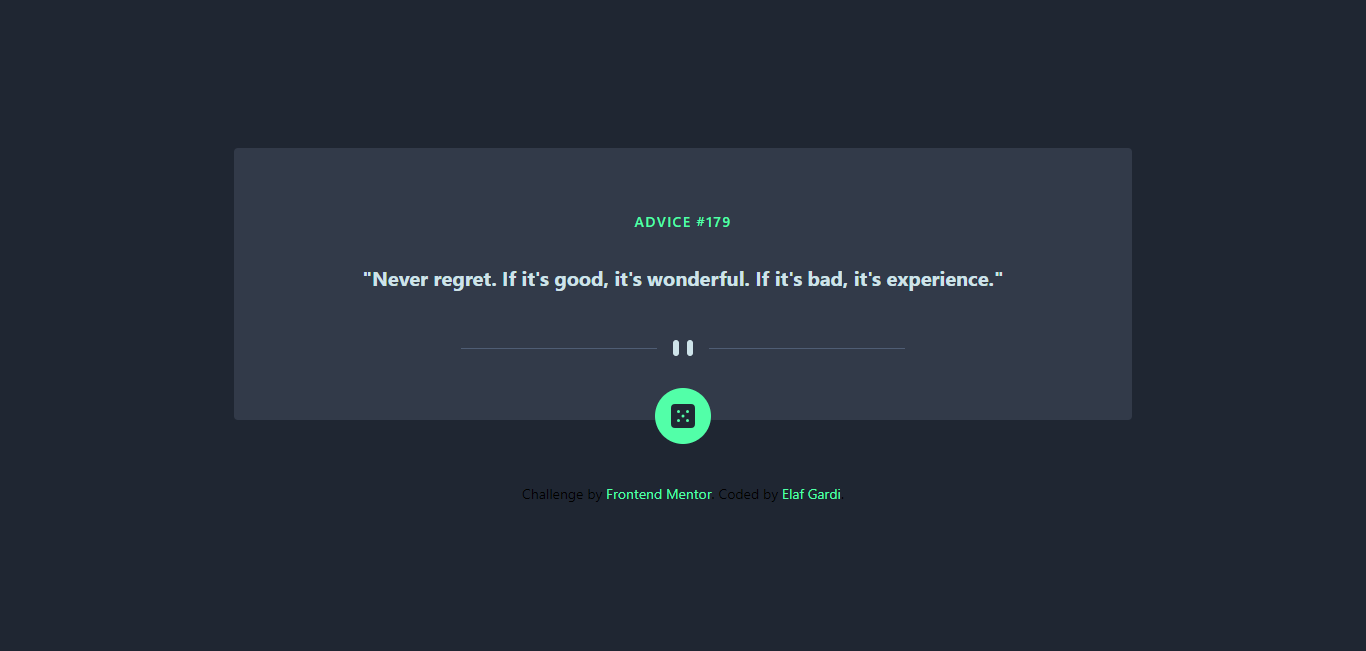 ADVICE #179
"Never regret. If it's good, it's wonderful. If it's bad, it's experience."
Challenge by Frontend Mentor. Coded by Elaf Gardi.